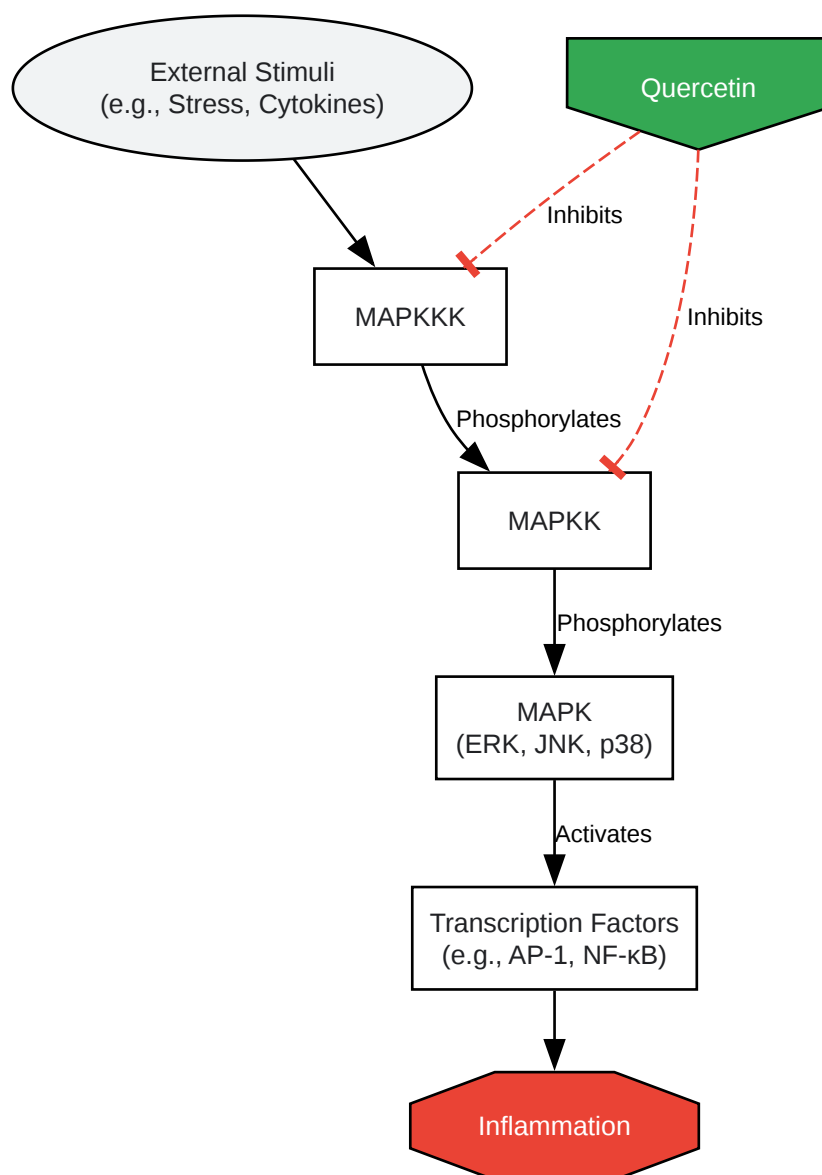 External Stimuli
(e.g., Stress, Cytokines)
Quercetin
Inhibits
MAPKKK
Inhibits
Phosphorylates
MAPKK
Phosphorylates
MAPK
(ERK, JNK, p38)
Activates
Transcription Factors
(e.g., AP-1, NF-κB)
Inflammation